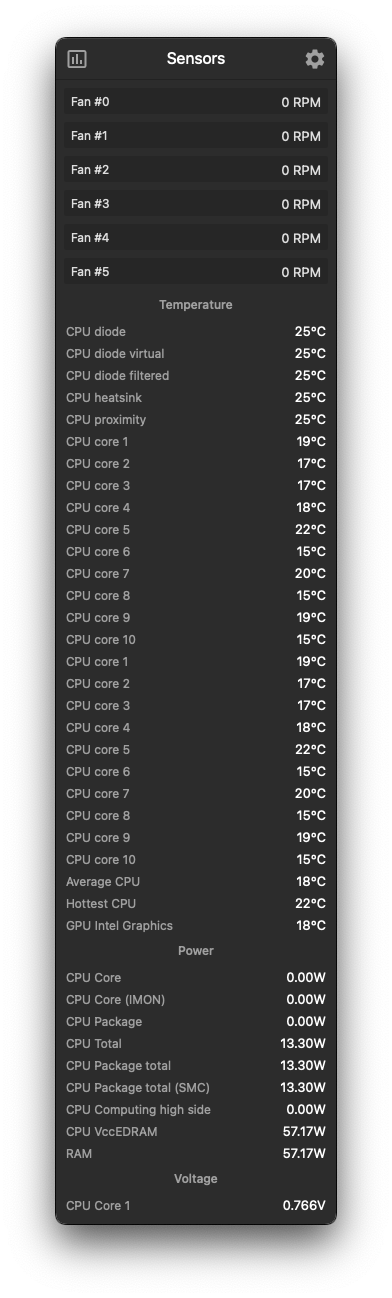 Sensors
Fan #0 0 RPM
Fan #1 0 RPM
Fan #2 0 RPM
Fan #3 0 RPM
Fan #4 0 RPM
Fan #5 0 RPM
Temperature
CPU diode 25°C
CPU diode virtual 25°C
CPU diode filtered 25°C
CPU heatsink 25°C
CPU proximity 25°C
CPU core 1 19°C
CPU core 2 17°C
CPU core 3 17°C
CPU core 4 18°C
CPU core 5 22°C
CPU core 6 15°C
CPU core 7 20°C
CPU core 8 15°C
CPU core 9 19°C
CPU core 10 15°C
CPU core 1 19°C
CPU core 2 17°C
CPU core 3 17°C
CPU core 4 18°C
CPU core 5 22°C
CPU core 6 15°C
CPU core 7 20°C
CPU core 8 15°C
CPU core 9 19°C
CPU core 10 15°C
Average CPU 18°C
Hottest CPU 22°C
GPU Intel Graphics 18°C
Power
CPU Core 0.00W
CPU Core (IMON) 0.00W
CPU Package 0.00W
CPU Total 13.30W
CPU Package total 13.30W
CPU Package total (SMC) 13.30W
CPU Computing high side 0.00W
CPU VccEDRAM 57.17W
RAM 57.17W
Voltage
CPU Core 1 0.766V